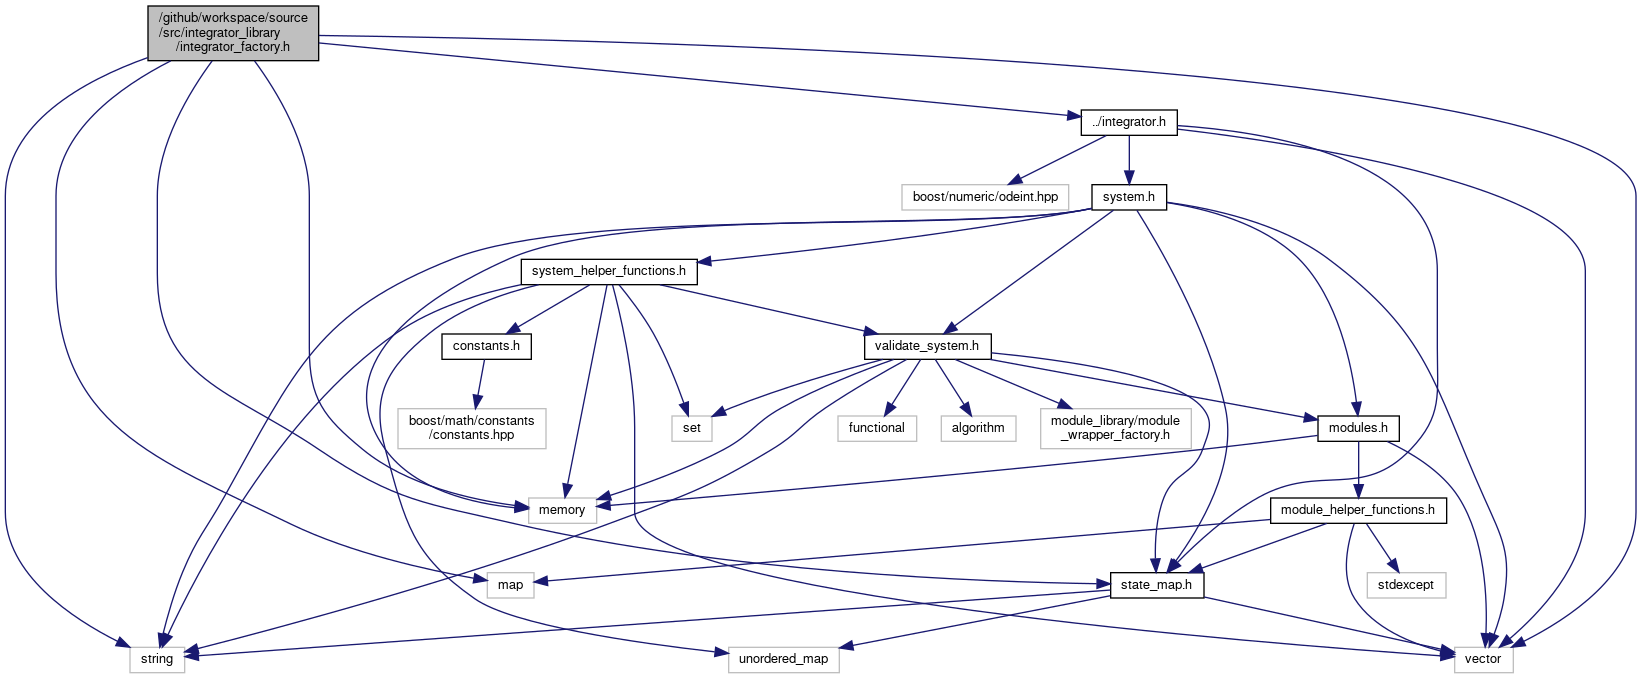 /github/workspace/source
/src/integrator_library
/integrator_factory.h
../integrator.h
boost/numeric/odeint.hpp
system.h
system_helper_functions.h
constants.h
validate_system.h
boost/math/constants
/constants.hpp
set
functional
algorithm
module_library/module
_wrapper_factory.h
modules.h
memory
module_helper_functions.h
map
state_map.h
stdexcept
string
unordered_map
vector